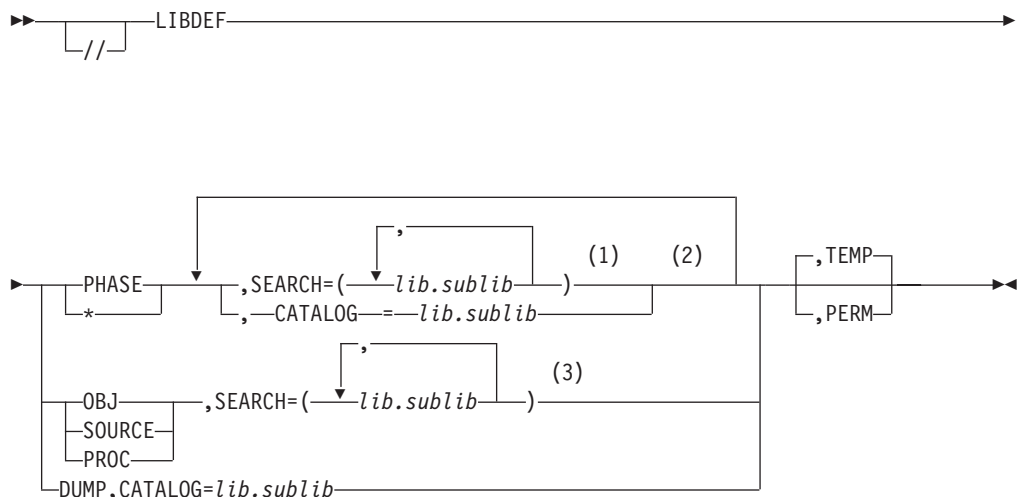 LIBDEF
//
,
(1) (2)
,TEMP
PHASE ,SEARCH=( lib.sublib )
* , CATALOG = lib.sublib
,PERM
,
(3)
OBJ ,SEARCH=( lib.sublib )
SOURCE
PROC
DUMP,CATALOG=lib.sublib